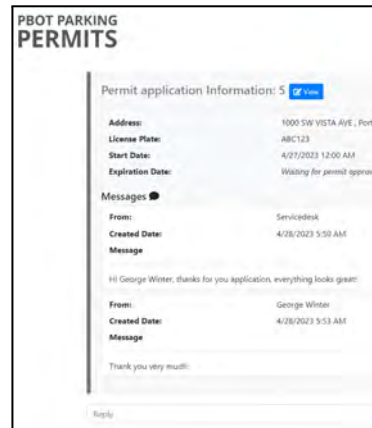 PBOT PARKING
PERMITS
Permit application Information: 5 View
Address: 1000 SW VISTA AVE , Port
License Plate: ABC123
Start Date: 4/27/2023 12:00 AM
Expiration Date: Waiting for permit approv
Messages
From: Servicedesk
Created Date: 4/28/2023 5:50 AM
Message
Hi George Winter, thanks for you application, everything looks great!
From: George Winter
Created Date: 4/28/2023 5:53 AM
Message
Thank you very much!
Reply